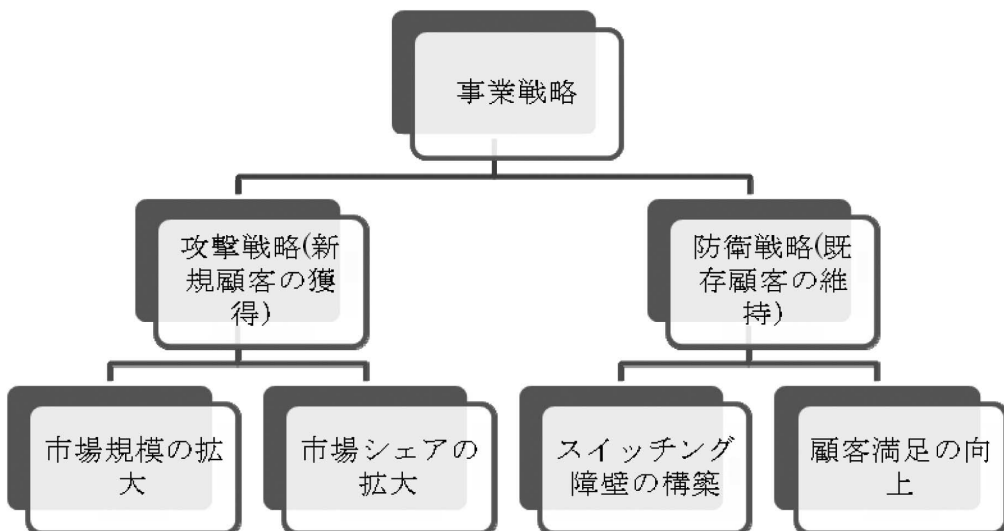 事業戦略
攻撃戦略(新
規顧客の獲
得)
防衛戦略(既
存顧客の維
持)
市場規模の拡
大
市場シェアの
拡大
スイッチング
障壁の構築
顧客満足の向
上